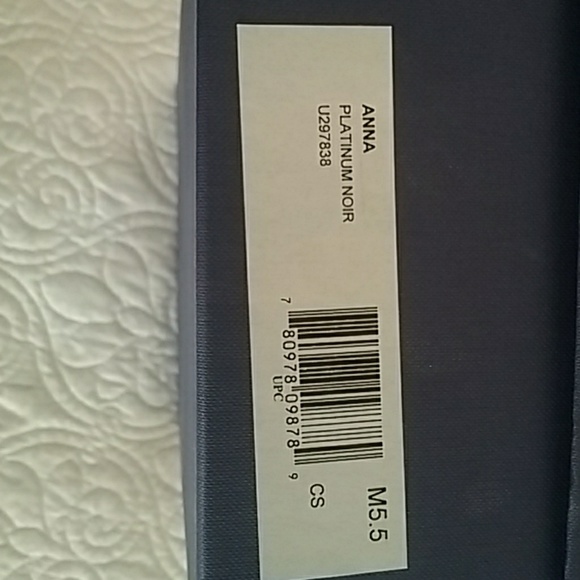 ANNA
PLATINUM NOIR
U297838
7 80978 09878 9
UPC
CS
M5.5